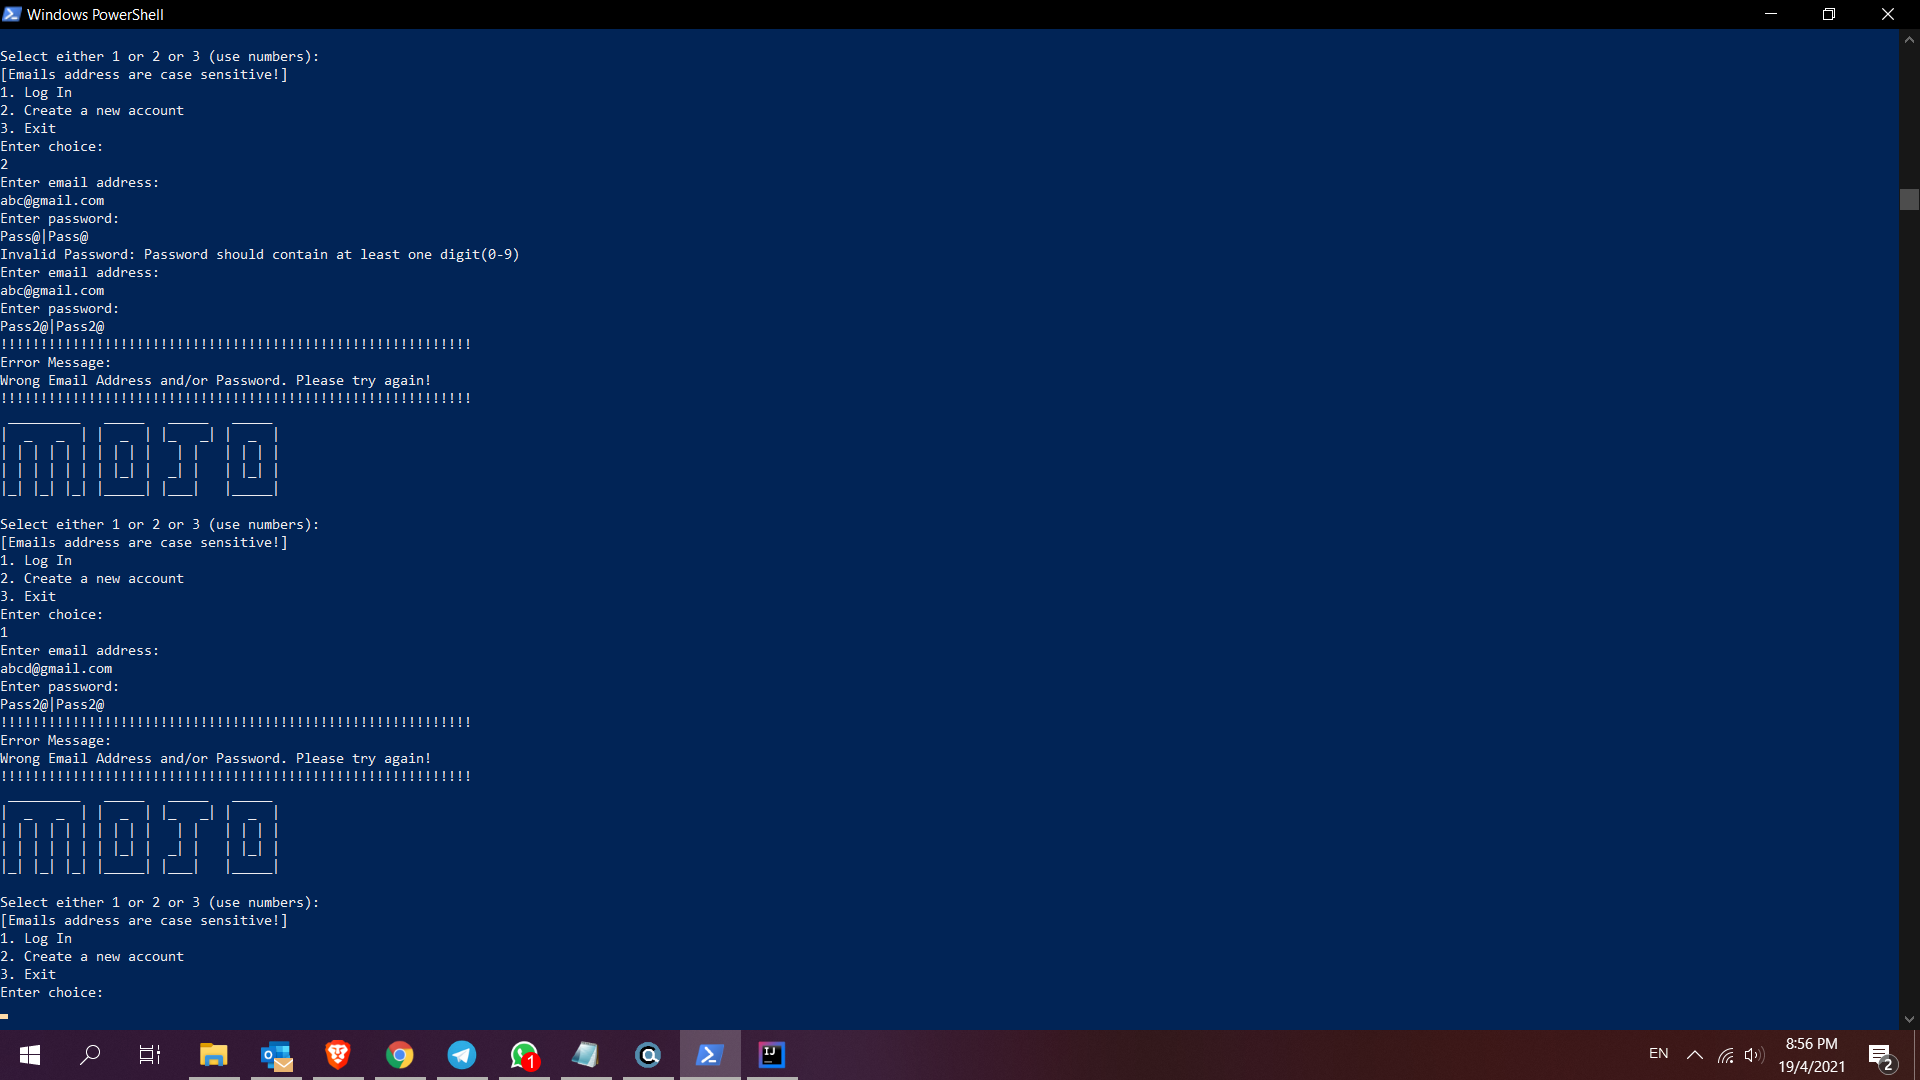 Windows PowerShell
Select either 1 or 2 or 3 (use numbers):
[Emails address are case sensitive!]
1. Log In
2. Create a new account
3. Exit
Enter choice:
2
Enter email address:
abc@gmail.com
Enter password:
Pass@|Pass@
Invalid Password: Password should contain at least one digit(0-9)
Enter email address:
abc@gmail.com
Enter password:
Pass2@|Pass2@
!!!!!!!!!!!!!!!!!!!!!!!!!!!!!!!!!!!!!!!!!!!!!!!!!!!!!!!!!!!
Error Message:
Wrong Email Address and/or Password. Please try again!
!!!!!!!!!!!!!!!!!!!!!!!!!!!!!!!!!!!!!!!!!!!!!!!!!!!!!!!!!!!
MOJO
Select either 1 or 2 or 3 (use numbers):
[Emails address are case sensitive!]
1. Log In
2. Create a new account
3. Exit
Enter choice:
1
Enter email address:
abcd@gmail.com
Enter password:
Pass2@|Pass2@
!!!!!!!!!!!!!!!!!!!!!!!!!!!!!!!!!!!!!!!!!!!!!!!!!!!!!!!!!!!
Error Message:
Wrong Email Address and/or Password. Please try again!
!!!!!!!!!!!!!!!!!!!!!!!!!!!!!!!!!!!!!!!!!!!!!!!!!!!!!!!!!!!
MOJO
Select either 1 or 2 or 3 (use numbers):
[Emails address are case sensitive!]
1. Log In
2. Create a new account
3. Exit
Enter choice:
1
IJ
EN
8:56 PM
19/4/2021
2